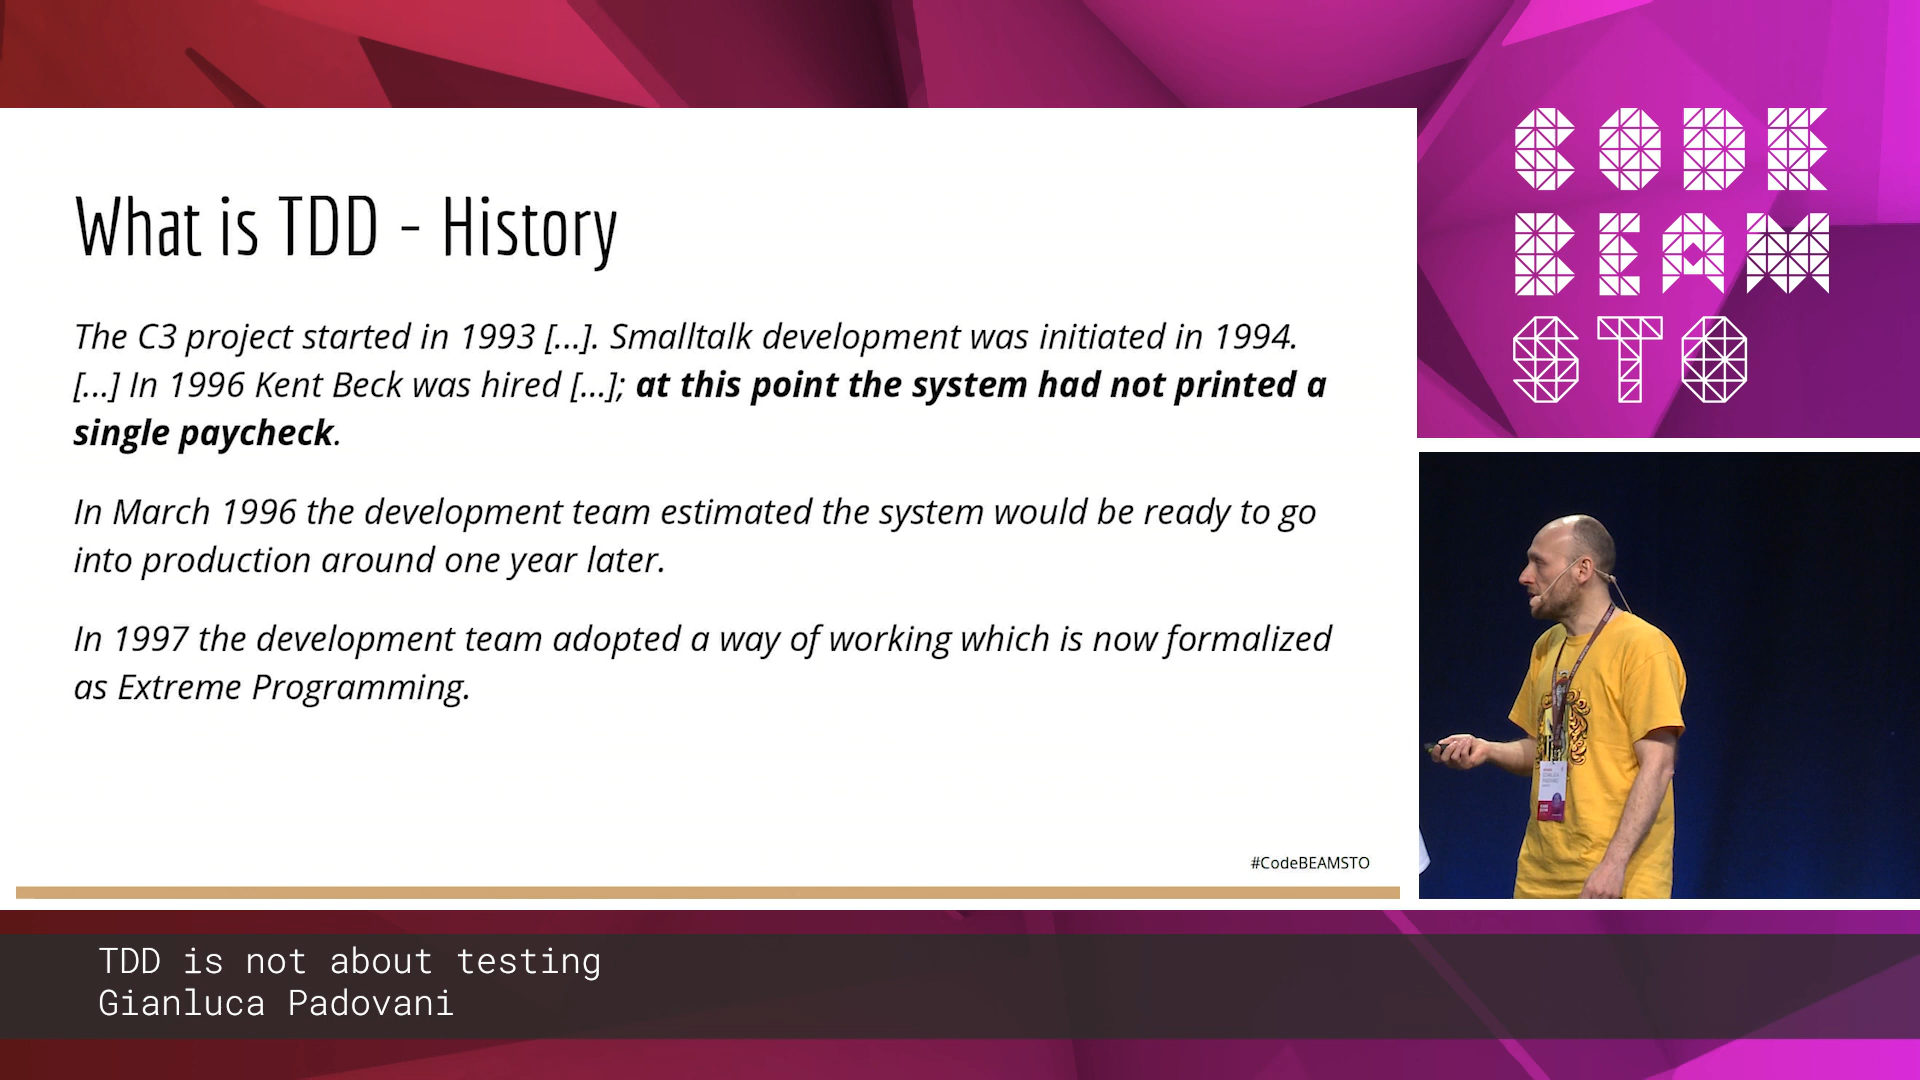 What is TDD - History
The C3 project started in 1993 [...]. Smalltalk development was initiated in 1994.
[...] In 1996 Kent Beck was hired [...]; at this point the system had not printed a
single paycheck.
In March 1996 the development team estimated the system would be ready to go
into production around one year later.
In 1997 the development team adopted a way of working which is now formalized
as Extreme Programming.
#CodeBEAMSTO
CODE
BEAM
STO
TDD is not about testing
Gianluca Padovani